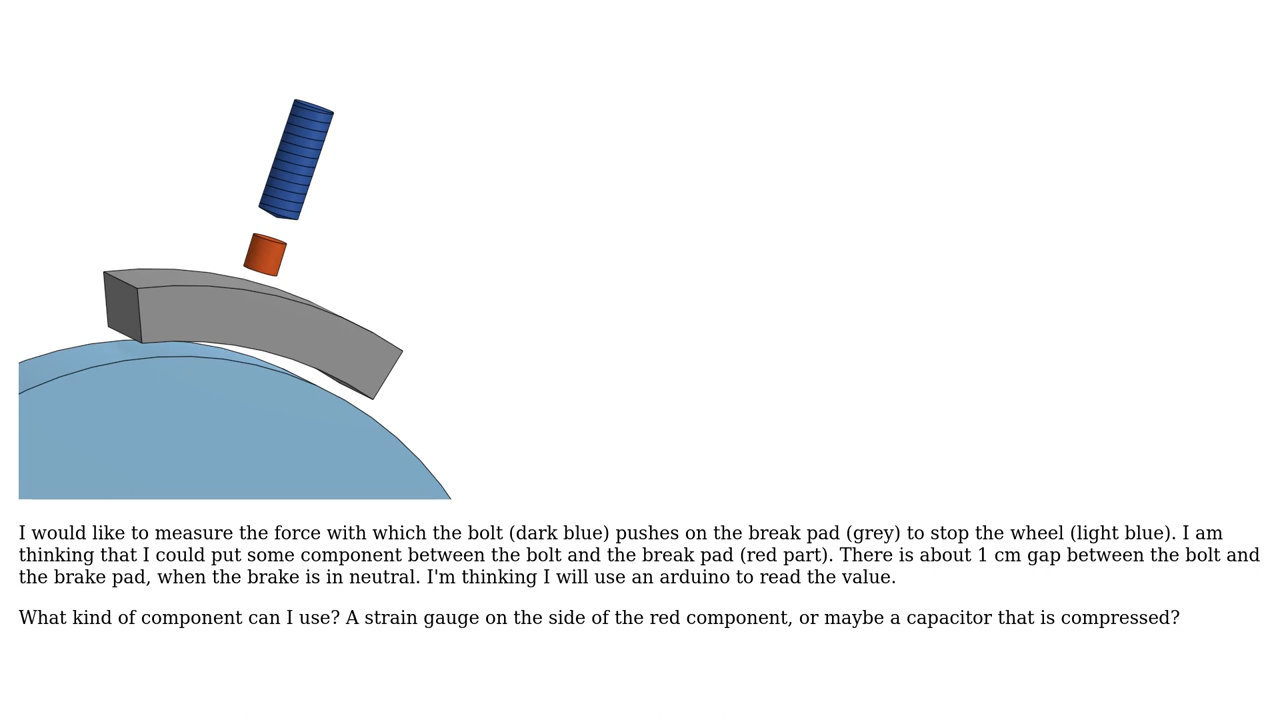 I would like to measure the force with which the bolt (dark blue) pushes on the break pad (grey) to stop the wheel (light blue). I am
thinking that I could put some component between the bolt and the break pad (red part). There is about 1 cm gap between the bolt and
the brake pad, when the brake is in neutral. I'm thinking I will use an arduino to read the value.
What kind of component can I use? A strain gauge on the side of the red component, or maybe a capacitor that is compressed?